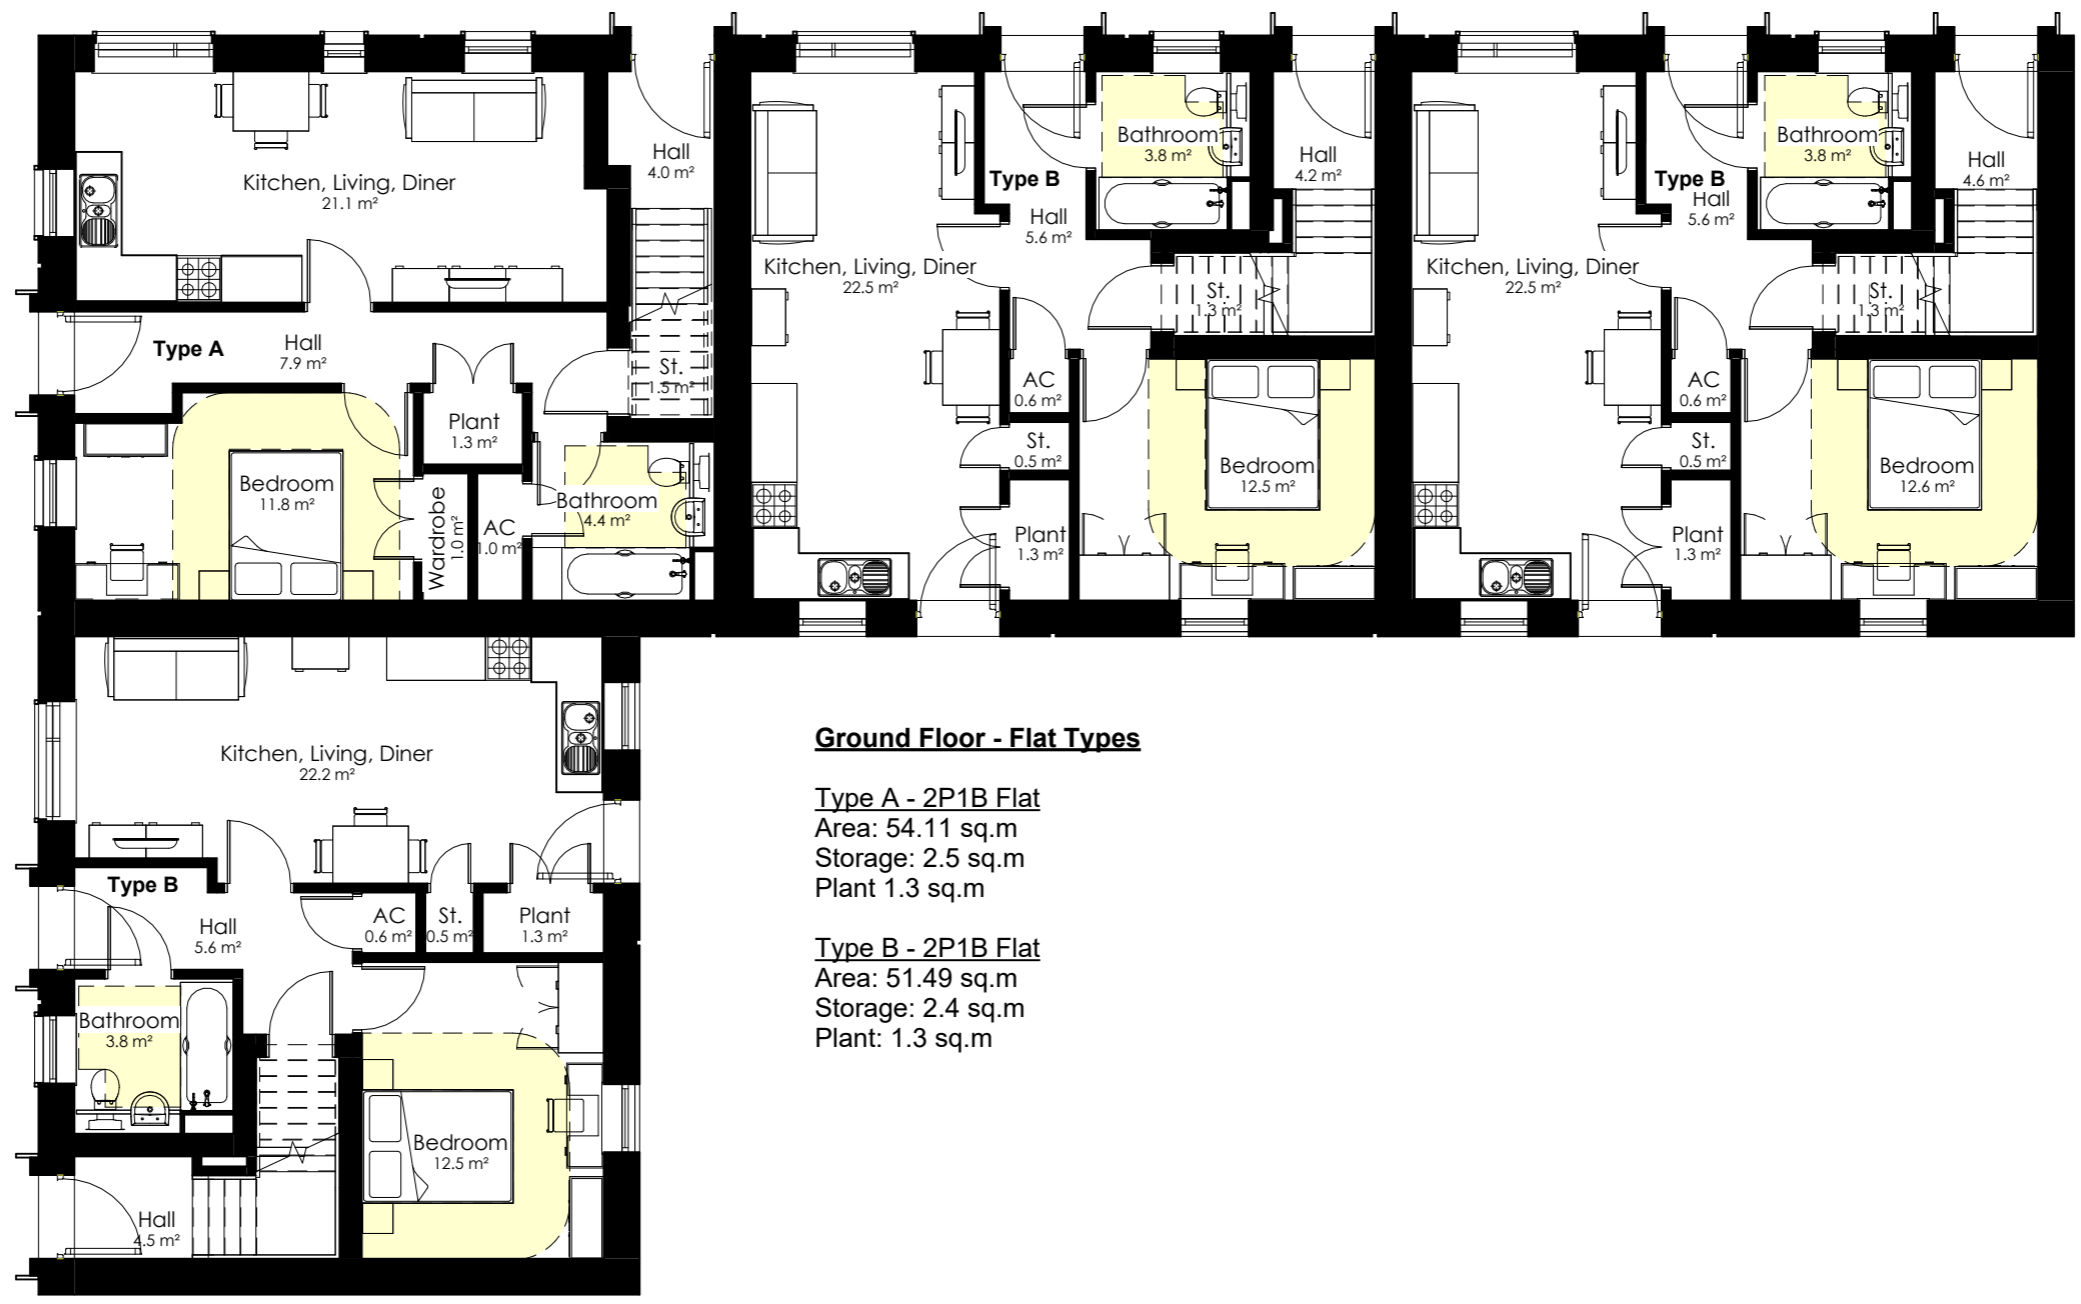 Kitchen, Living, Diner
21.1 m²
Hall
4.0 m²
Type A
Hall
7.9 m²
St.
1.5 m²
Plant
1.3 m²
Bedroom
11.8 m²
Wardrobe
1.0 m²
AC
1.0 m²
Bathroom
4.4 m²
Kitchen, Living, Diner
22.5 m²
Type B
Hall
5.6 m²
Bathroom
3.8 m²
Hall
4.2 m²
St.
1.3 m²
AC
0.6 m²
St.
0.5 m²
Plant
1.3 m²
Bedroom
12.5 m²
Kitchen, Living, Diner
22.5 m²
Type B
Hall
5.6 m²
Bathroom
3.8 m²
Hall
4.6 m²
St.
1.3 m²
AC
0.6 m²
St.
0.5 m²
Plant
1.3 m²
Bedroom
12.6 m²
Kitchen, Living, Diner
22.2 m²
Type B
Hall
5.6 m²
AC
0.6 m²
St.
0.5 m²
Plant
1.3 m²
Bathroom
3.8 m²
Bedroom
12.5 m²
Hall
4.5 m²
Ground Floor - Flat Types
Type A - 2P1B Flat
Area: 54.11 sq.m
Storage: 2.5 sq.m
Plant 1.3 sq.m
Type B - 2P1B Flat
Area: 51.49 sq.m
Storage: 2.4 sq.m
Plant: 1.3 sq.m